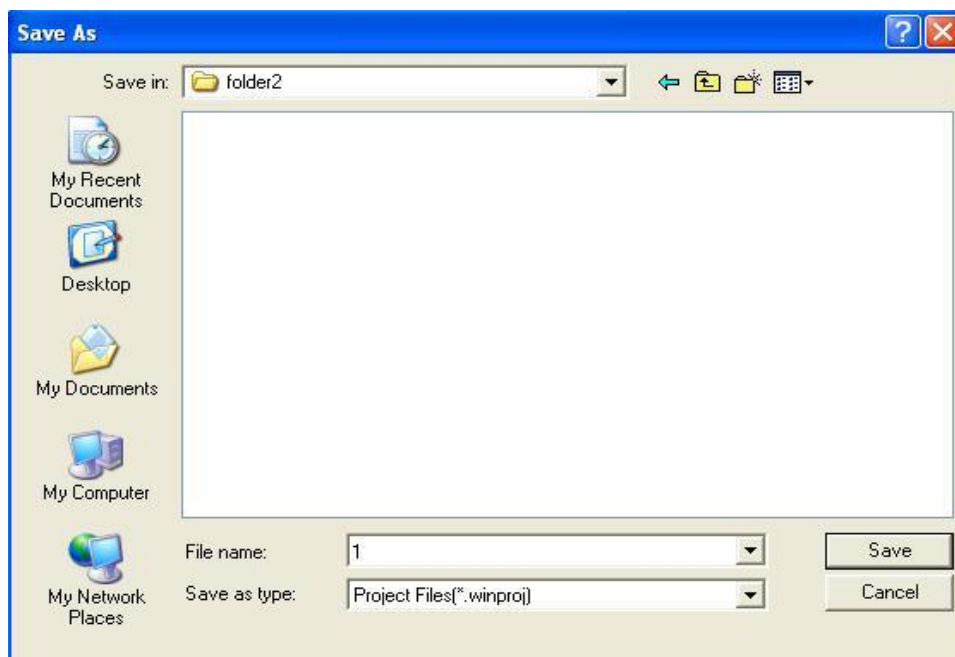 Save As
Save in:
folder2
My Recent
Documents
Desktop
My Documents
My Computer
My Network
Places
File name:
1
Save
Save as type:
Project Files(*.winproj)
Cancel